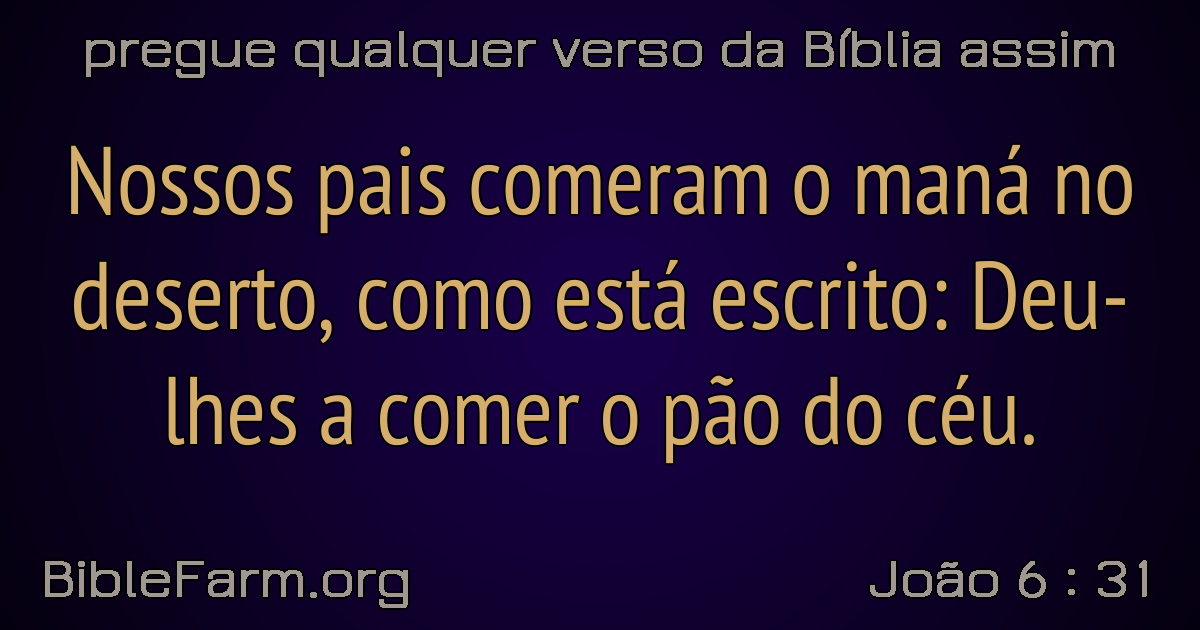 pregue qualquer verso da Bíblia assim
Nossos pais comeram o maná no
deserto, como está escrito: Deu-
lhes a comer o pão do céu.
BibleFarm.org
João 6 : 31